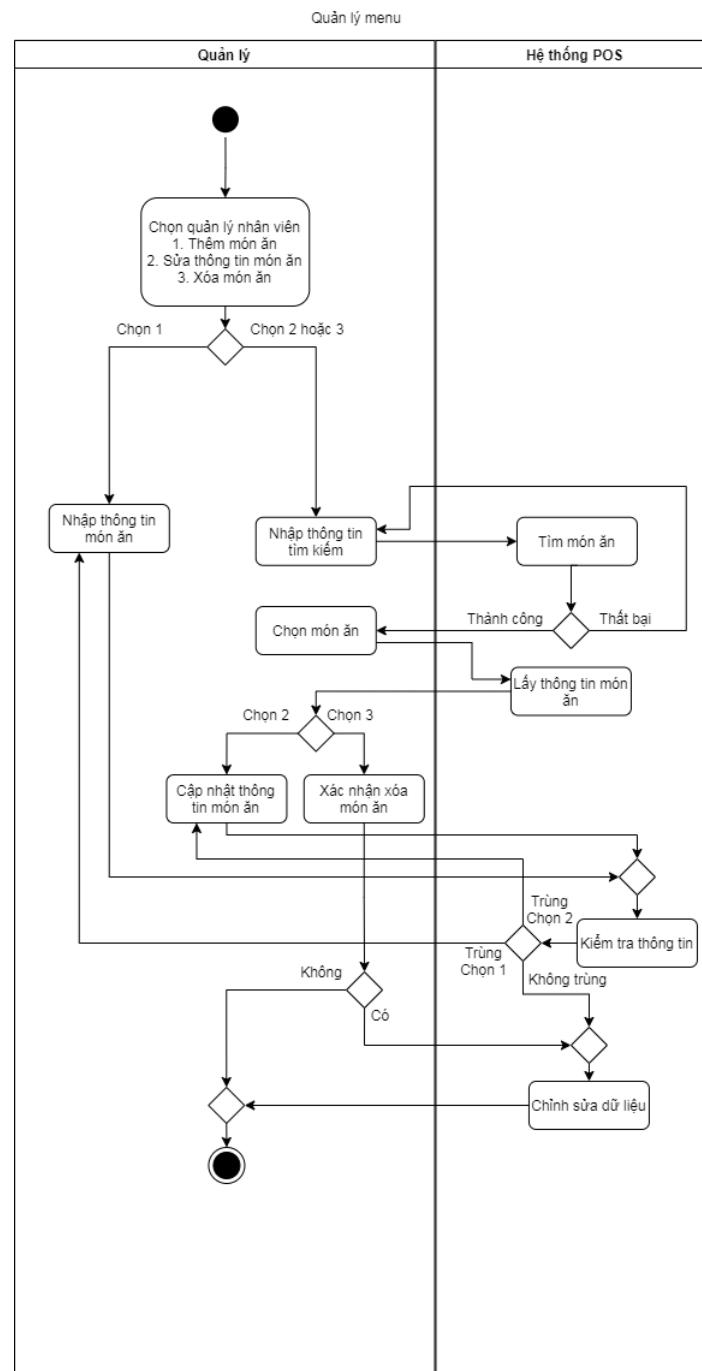 Quản lý menu
Quản lý
Hệ thống POS
Chọn quản lý nhân viên
1. Thêm món ăn
2. Sửa thông tin món ăn
3. Xóa món ăn
Chọn 1
Chọn 2 hoặc 3
Nhập thông tin
món ăn
Nhập thông tin
tìm kiếm
Tìm món ăn
Thành công
Thất bại
Chọn món ăn
Lấy thông tin món
ăn
Chọn 2
Chọn 3
Cập nhật thông
tin món ăn
Xác nhận xóa
món ăn
Trùng
Chọn 2
Kiểm tra thông tin
Trùng
Chọn 1
Không trùng
Không
Có
Chỉnh sửa dữ liệu